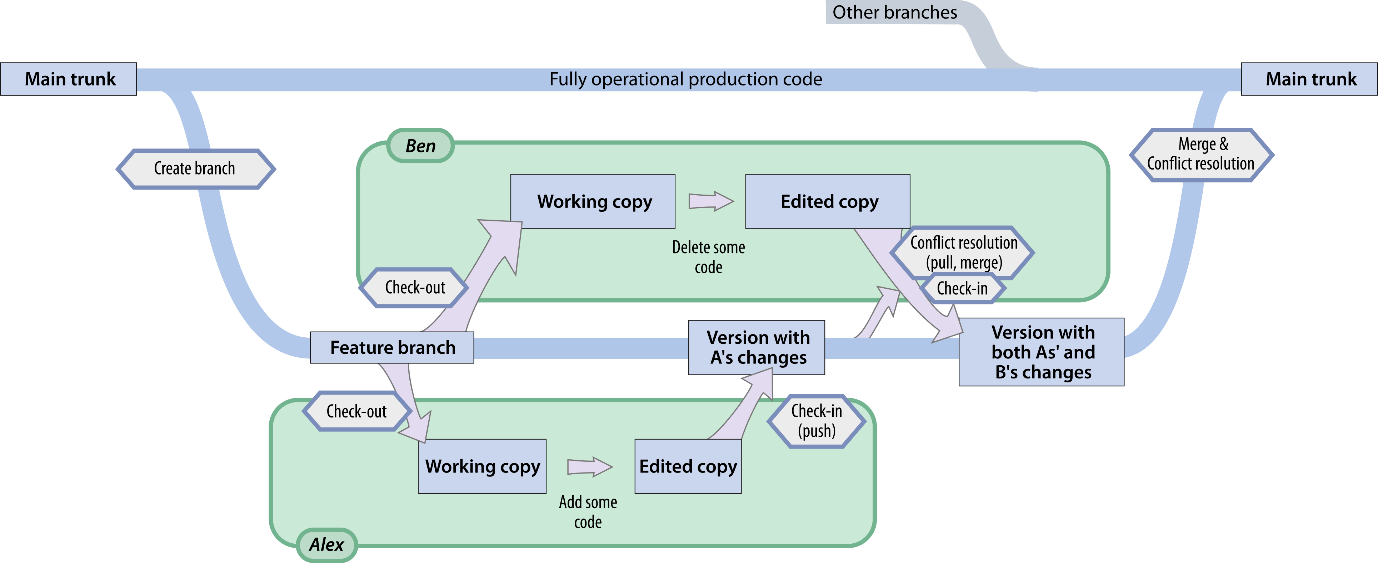 Other branches
Main trunk
Fully operational production code
Main trunk
Create branch
Merge &
Conflict resolution
Ben
Working copy
Edited copy
Delete some
code
Conflict resolution
(pull, merge)
Check-in
Check-out
Feature branch
Version with
A's changes
Version with
both As' and
B's changes
Check-out
Check-in
(push)
Working copy
Edited copy
Add some
code
Alex